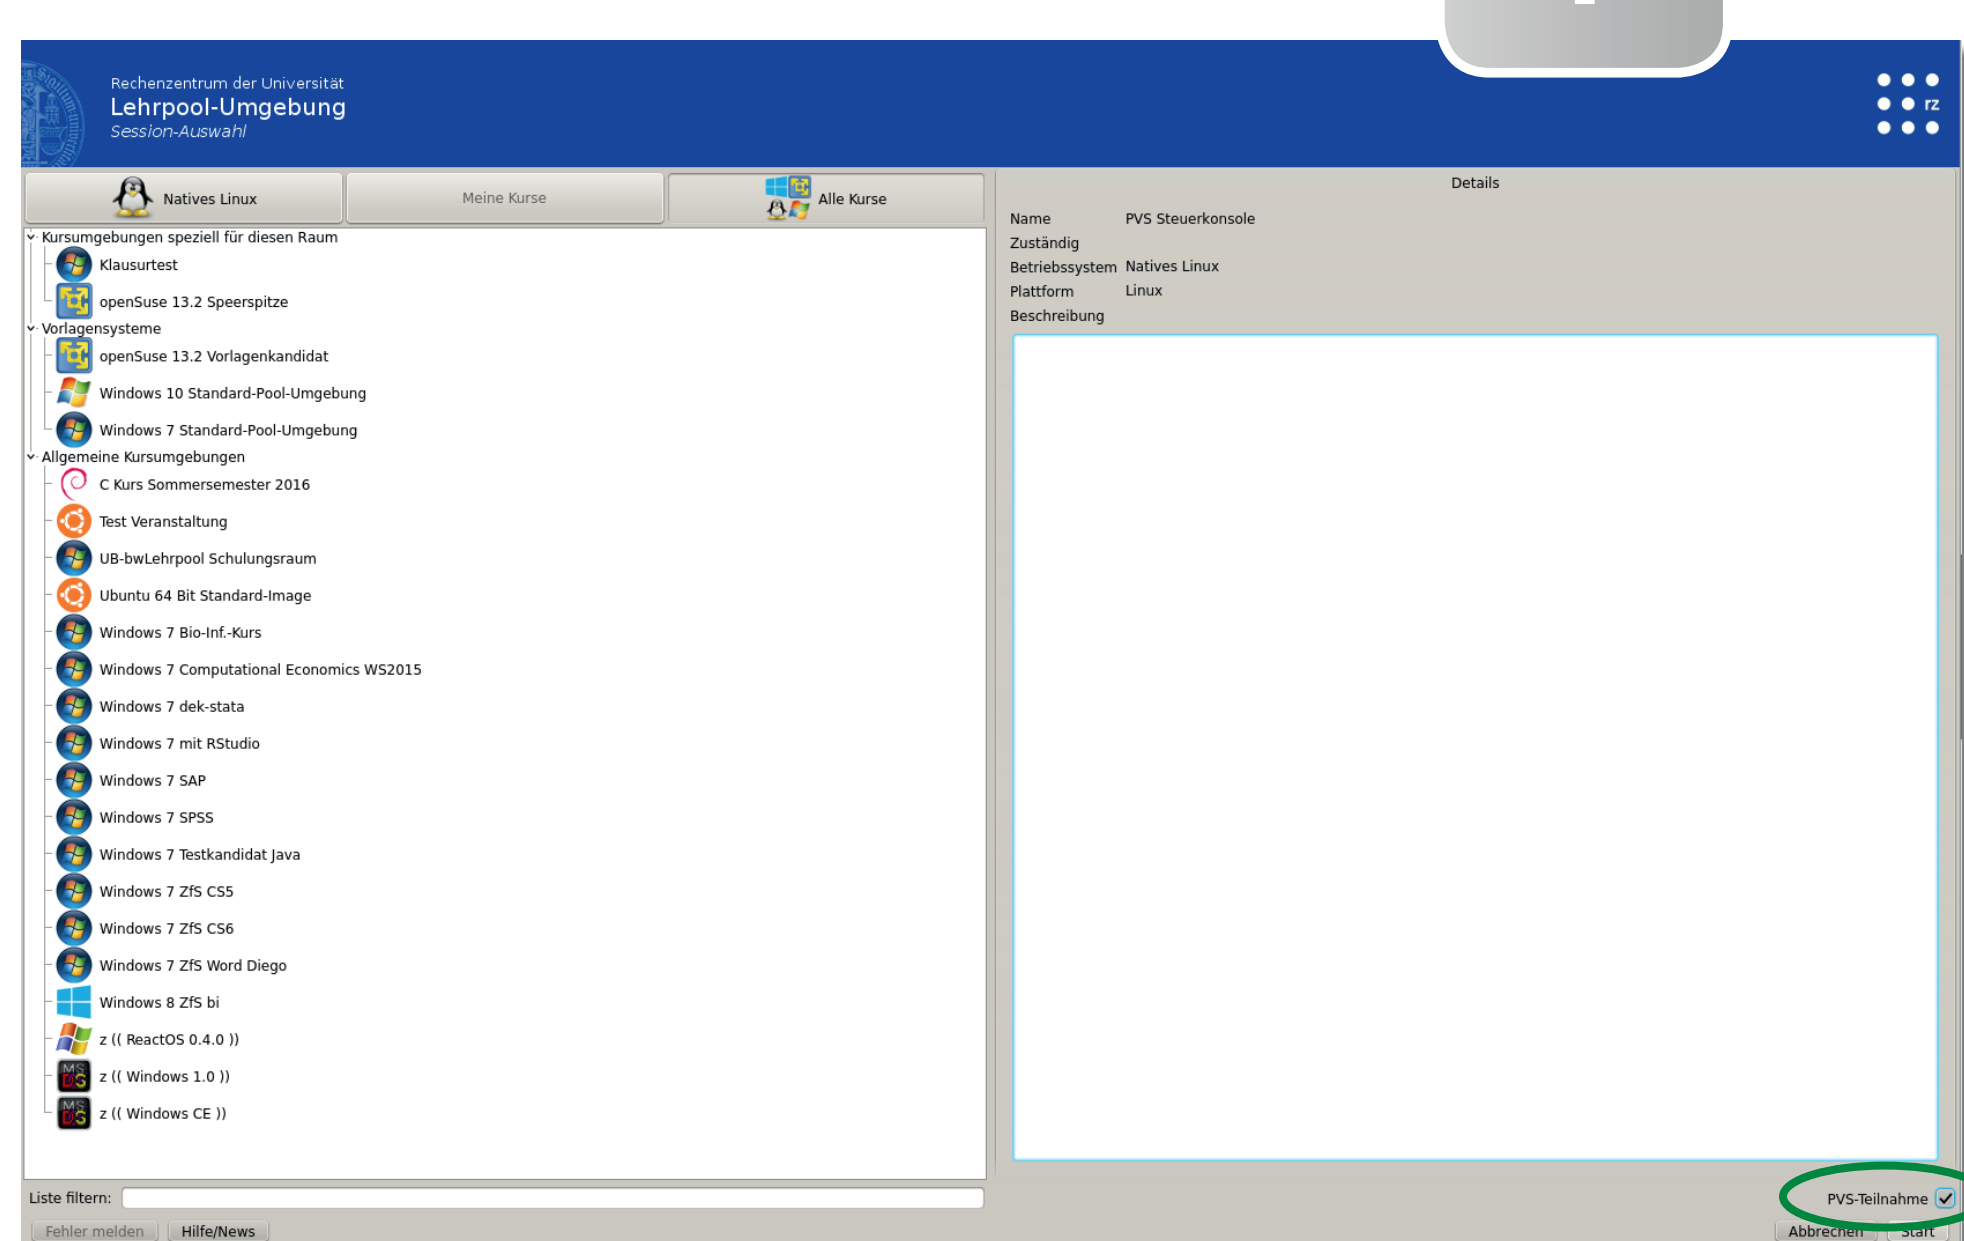 Rechenzentrum der Universität
Lehrpool-Umgebung
Session-Auswahl
rz
Natives Linux
Meine Kurse
Alle Kurse
Kursumgebungen speziell für diesen Raum
Klausurtest
openSuse 13.2 Speerspitze
Vorlagensysteme
openSuse 13.2 Vorlagenkandidat
Windows 10 Standard-Pool-Umgebung
Windows 7 Standard-Pool-Umgebung
Allgemeine Kursumgebungen
C Kurs Sommersemester 2016
Test Veranstaltung
UB-bwLehrpool Schulungsraum
Ubuntu 64 Bit Standard-Image
Windows 7 Bio-Inf.-Kurs
Windows 7 Computational Economics WS2015
Windows 7 dek-stata
Windows 7 mit RStudio
Windows 7 SAP
Windows 7 SPSS
Windows 7 Testkandidat Java
Windows 7 ZfS CS5
Windows 7 ZfS CS6
Windows 7 ZfS Word Diego
Windows 8 ZfS bi
z (( ReactOS 0.4.0 ))
MS DOS z (( Windows 1.0 ))
MS DOS z (( Windows CE ))
Liste filtern:
Fehler melden
Hilfe/News
Details
Name PVS Steuerkonsole
Zuständig
Betriebssystem Natives Linux
Plattform Linux
Beschreibung
PVS-Teilnahme
Abbrechen
Start